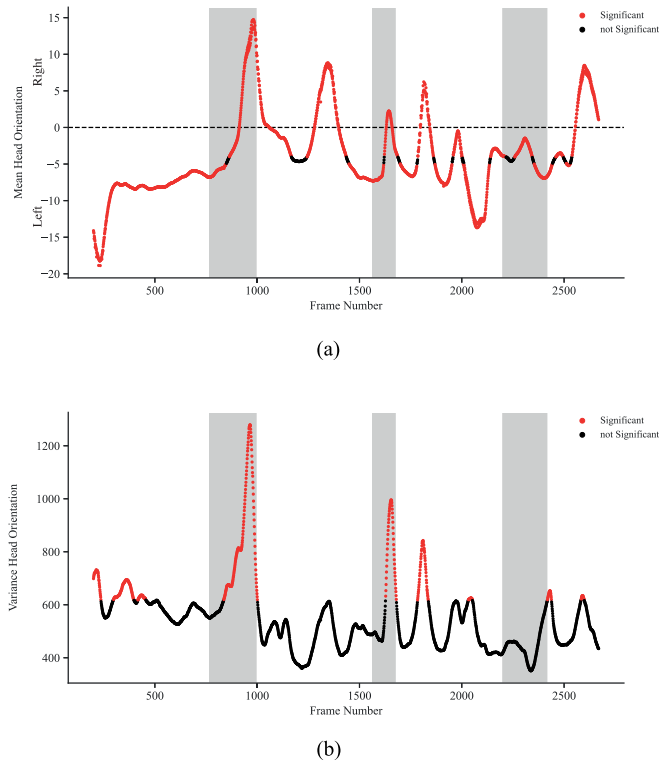 15
10
5
0
−5
−10
−15
−20
Right
Left
Mean Head Orientation
Significant
not Significant
500
1000
1500
2000
2500
Frame Number
(a)
1200
1000
800
600
400
Variance Head Orientation
Significant
not Significant
500
1000
1500
2000
2500
Frame Number
(b)